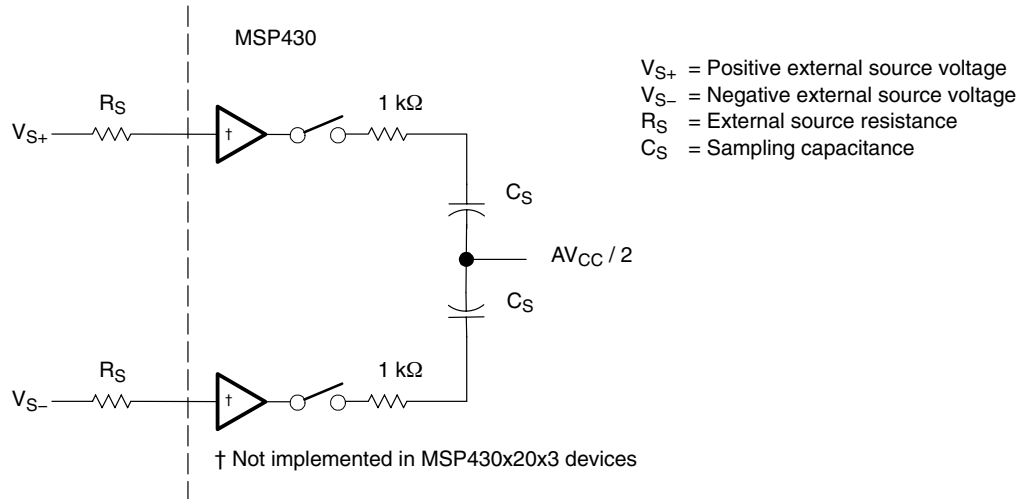 MSP430
VS+ = Positive external source voltage
VS– = Negative external source voltage
RS = External source resistance
CS = Sampling capacitance
RS
1 kΩ
VS+
†
CS
AVCC / 2
CS
RS
1 kΩ
VS–
†
† Not implemented in MSP430x20x3 devices